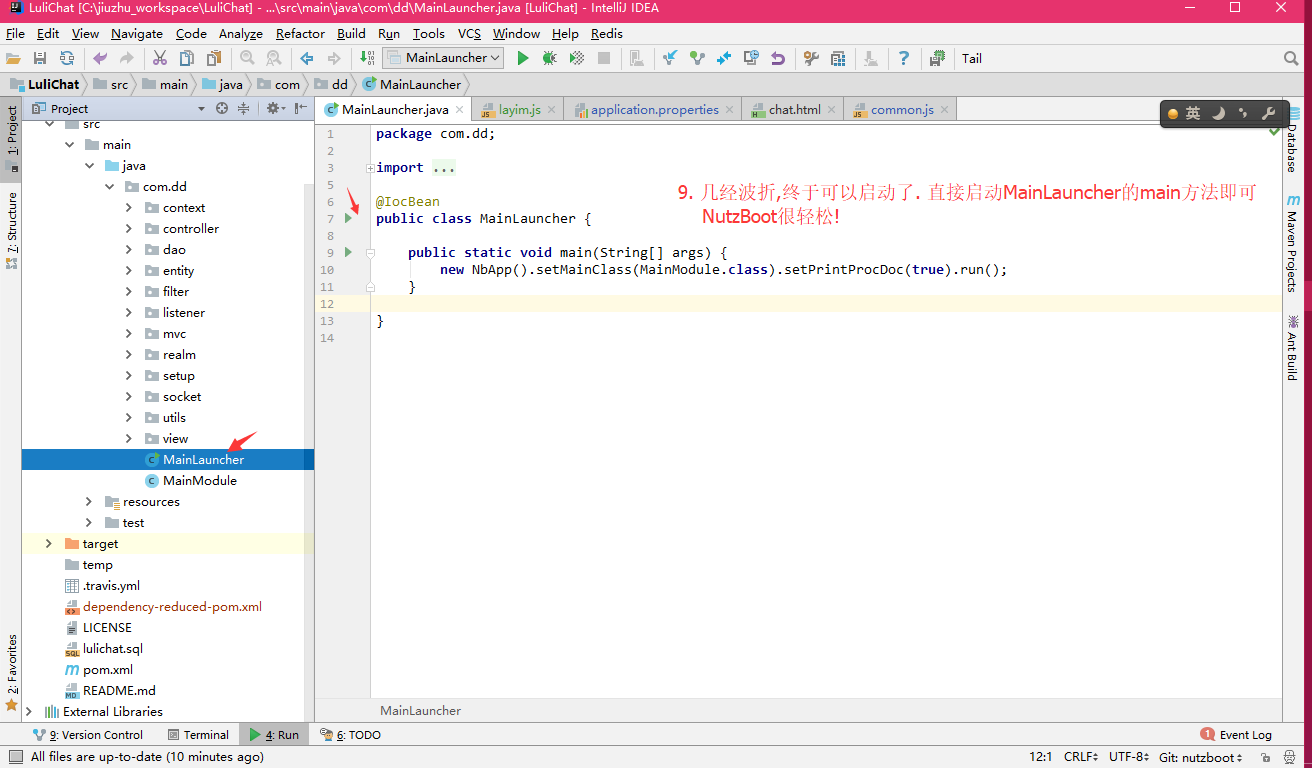 LuliChat [C:\jiuzhu_workspace\LuliChat] - ...\src\main\java\com\dd\MainLauncher.java [LuliChat] - IntelliJ IDEA
File Edit View Navigate Code Analyze Refactor Build Run Tools VCS Window Help Redis
MainLauncher Tail
LuliChat src main java com dd MainLauncher
Project
MainLauncher.java layim.js application.properties chat.html common.js
英
1: Project
Z: Structure
2: Favorites
src
main
java
com.dd
context
controller
dao
entity
filter
listener
mvc
realm
setup
socket
utils
view
MainLauncher
MainModule
resources
test
target
temp
.travis.yml
dependency-reduced-pom.xml
LICENSE
lulichat.sql
pom.xml
README.md
External Libraries
1 package com.dd;
2
3 import ...
5
6 @IocBean
7 public class MainLauncher {
8
9 public static void main(String[] args) {
10 new NbApp().setMainClass(MainModule.class).setPrintProcDoc(true).run();
11 }
12
13 }
14
9. 几经波折,终于可以启动了. 直接启动MainLauncher的main方法即可
NutzBoot很轻松!
Database
Maven Projects
Ant Build
MainLauncher
9: Version Control Terminal 4: Run 6: TODO 1 Event Log
All files are up-to-date (10 minutes ago) 12:1 CRLF UTF-8 Git: nutzboot